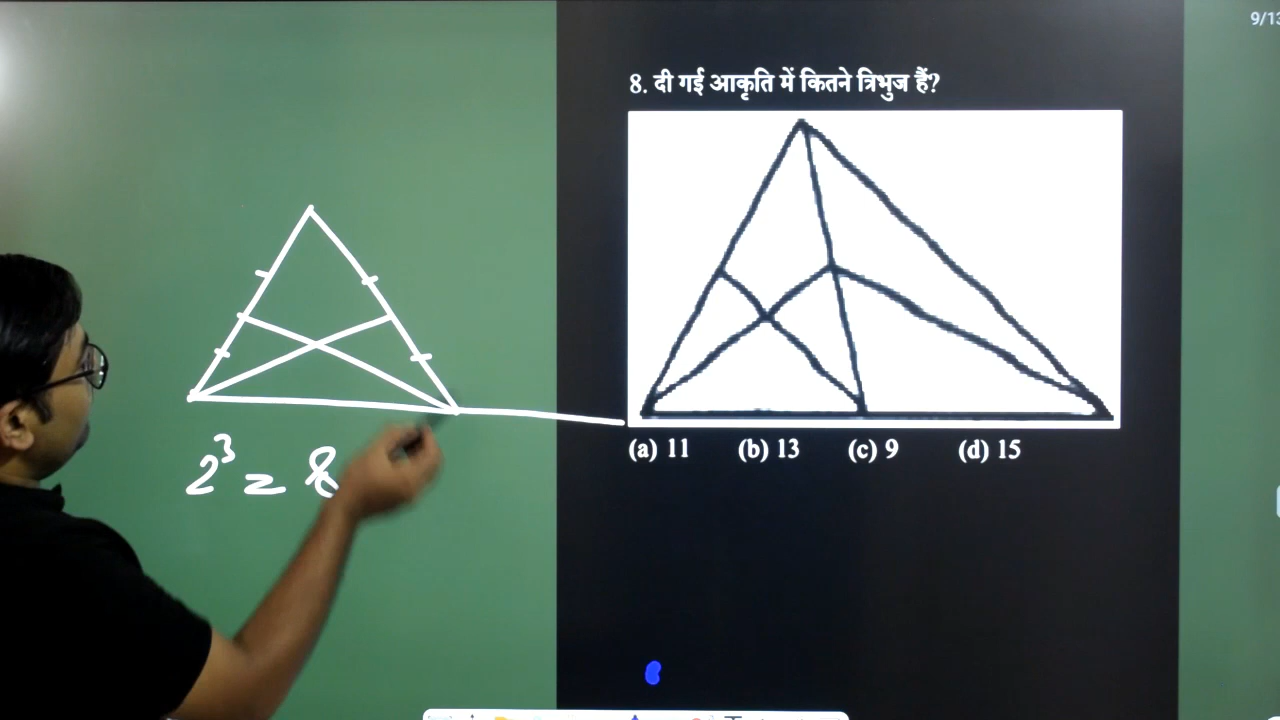 9/13
8. दी गई आकृति में कितने त्रिभुज हैं?
(a) 11 (b) 13 (c) 9 (d) 15
2³ = 8